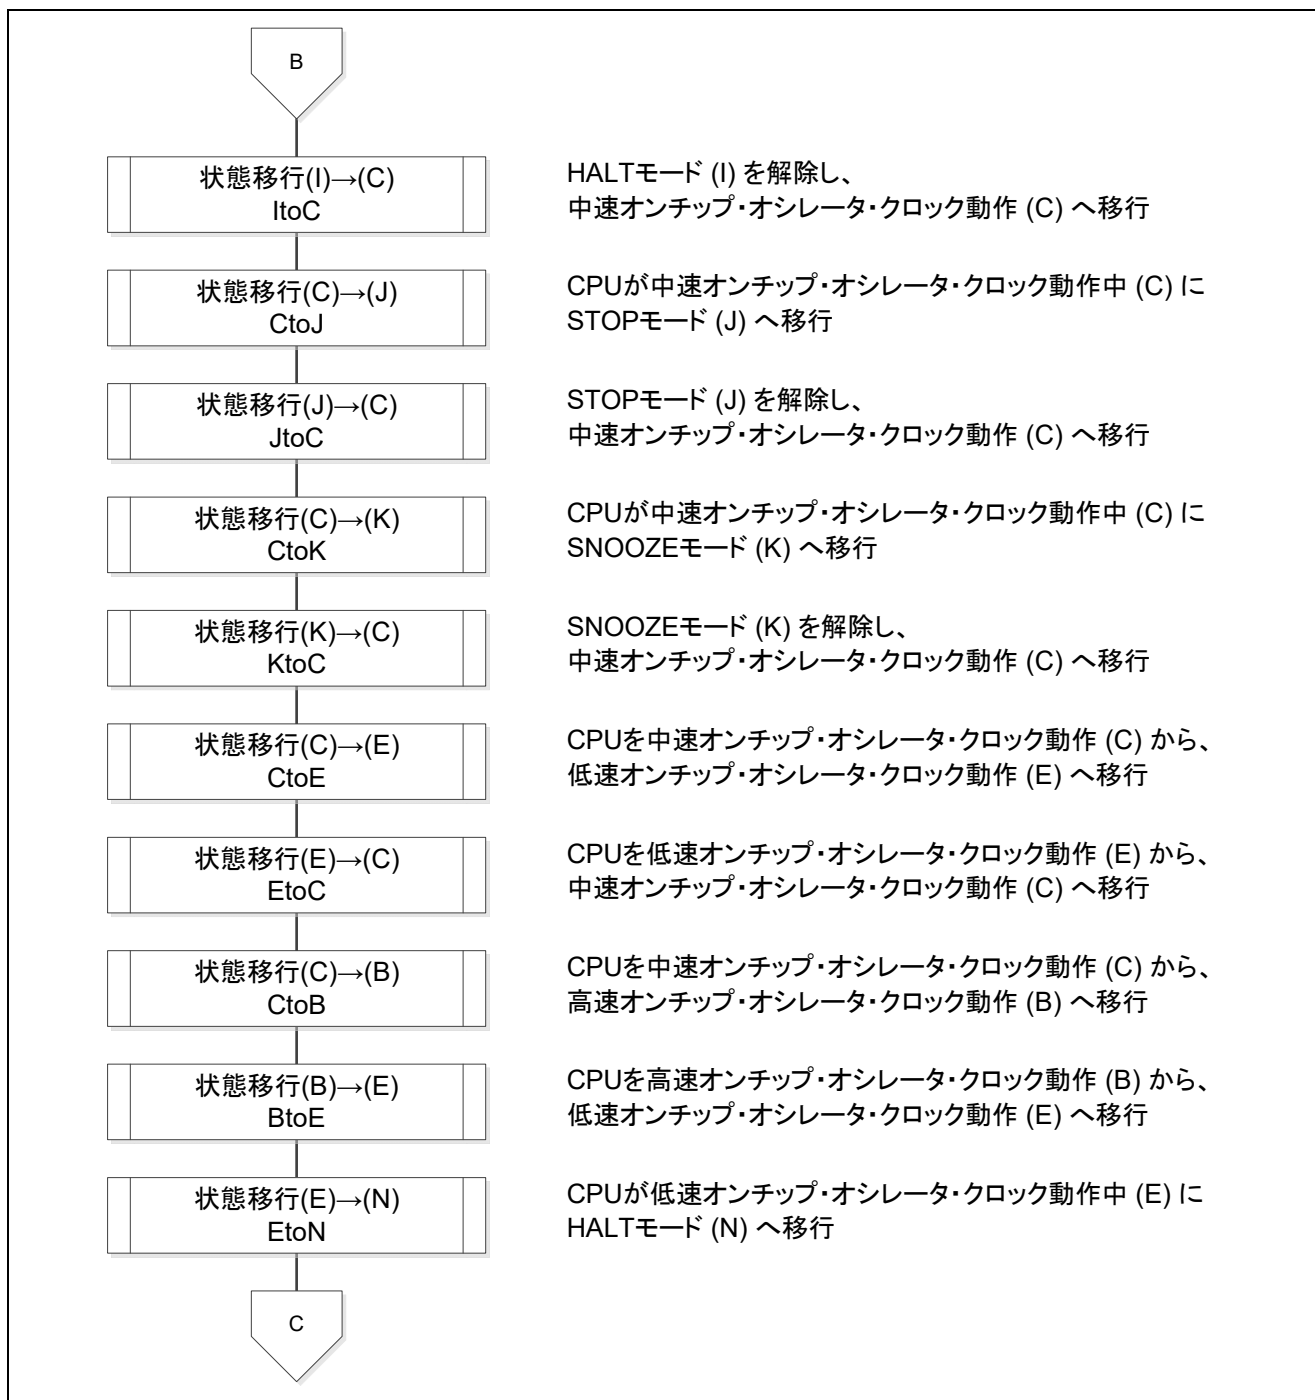 B
状態移行(I)→(C)
ItoC
HALTモード (I) を解除し、
中速オンチップ・オシレータ・クロック動作 (C) へ移行
状態移行(C)→(J)
CtoJ
CPUが中速オンチップ・オシレータ・クロック動作中 (C) に
STOPモード (J) へ移行
状態移行(J)→(C)
JtoC
STOPモード (J) を解除し、
中速オンチップ・オシレータ・クロック動作 (C) へ移行
状態移行(C)→(K)
CtoK
CPUが中速オンチップ・オシレータ・クロック動作中 (C) に
SNOOZEモード (K) へ移行
状態移行(K)→(C)
KtoC
SNOOZEモード (K) を解除し、
中速オンチップ・オシレータ・クロック動作 (C) へ移行
状態移行(C)→(E)
CtoE
CPUを中速オンチップ・オシレータ・クロック動作 (C) から、
低速オンチップ・オシレータ・クロック動作 (E) へ移行
状態移行(E)→(C)
EtoC
CPUを低速オンチップ・オシレータ・クロック動作 (E) から、
中速オンチップ・オシレータ・クロック動作 (C) へ移行
状態移行(C)→(B)
CtoB
CPUを中速オンチップ・オシレータ・クロック動作 (C) から、
高速オンチップ・オシレータ・クロック動作 (B) へ移行
状態移行(B)→(E)
BtoE
CPUを高速オンチップ・オシレータ・クロック動作 (B) から、
低速オンチップ・オシレータ・クロック動作 (E) へ移行
状態移行(E)→(N)
EtoN
CPUが低速オンチップ・オシレータ・クロック動作中 (E) に
HALTモード (N) へ移行
C